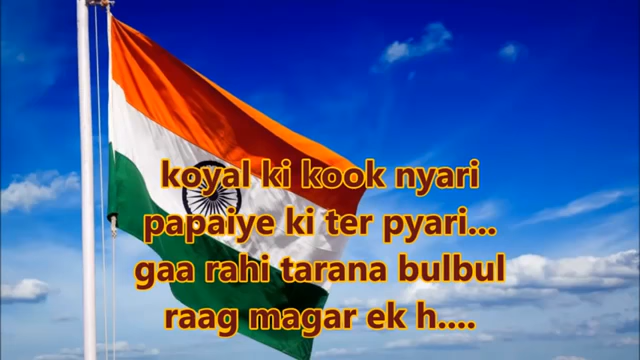 koyal ki kook nyari
papaiye ki ter pyari...
gaa rahi tarana bulbul
raag magar ek h....